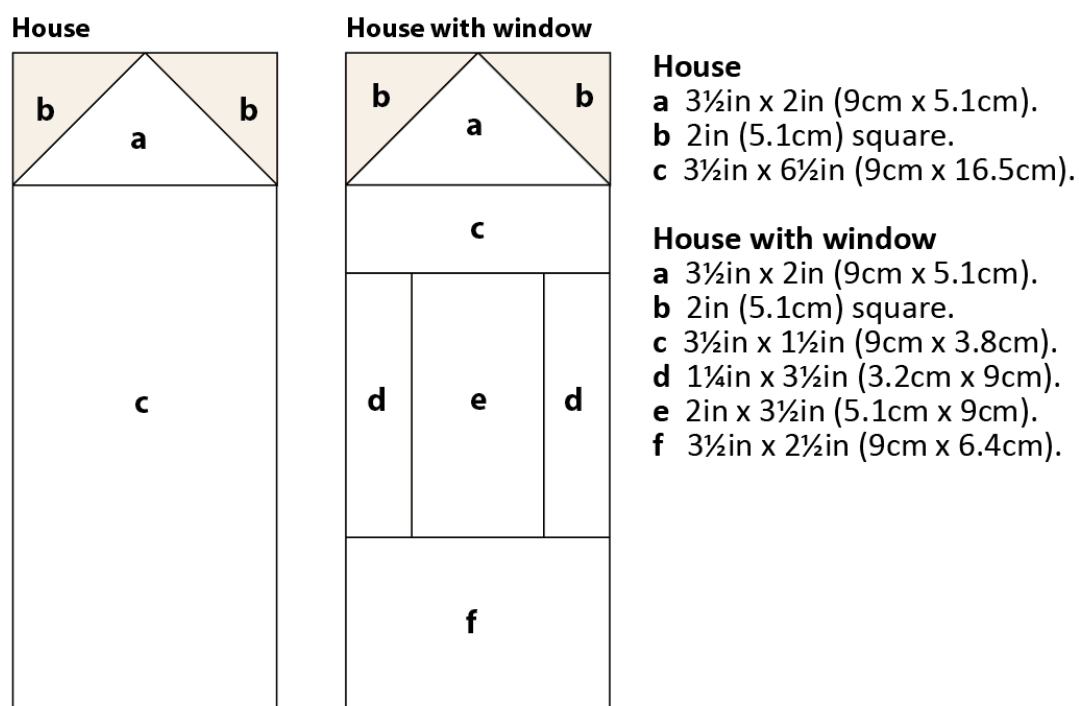 House
b
b
a
c
House with window
b
b
a
c
d
e
d
f
House
a 3½in x 2in (9cm x 5.1cm).
b 2in (5.1cm) square.
c 3½in x 6½in (9cm x 16.5cm).
House with window
a 3½in x 2in (9cm x 5.1cm).
b 2in (5.1cm) square.
c 3½in x 1½in (9cm x 3.8cm).
d 1¼in x 3½in (3.2cm x 9cm).
e 2in x 3½in (5.1cm x 9cm).
f 3½in x 2½in (9cm x 6.4cm).